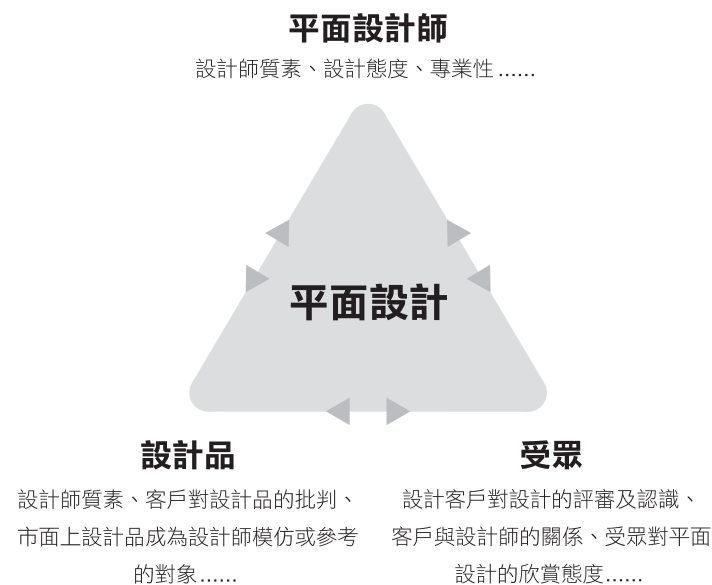 平面設計師
設計師質素、設計態度、專業性......
平面設計
設計品
設計師質素、客戶對設計品的批判、
市面上設計品成為設計師模仿或參考
的對象......
受眾
設計客戶對設計的評審及認識、
客戶與設計師的關係、受眾對平面
設計的欣賞態度......